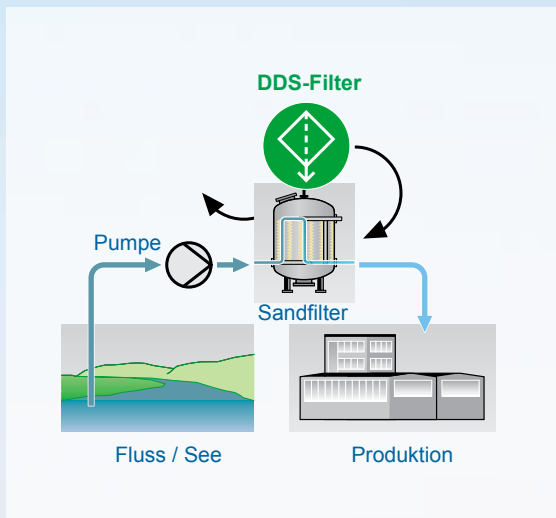 DDS-Filter
Pumpe
Sandfilter
Fluss / See
Produktion